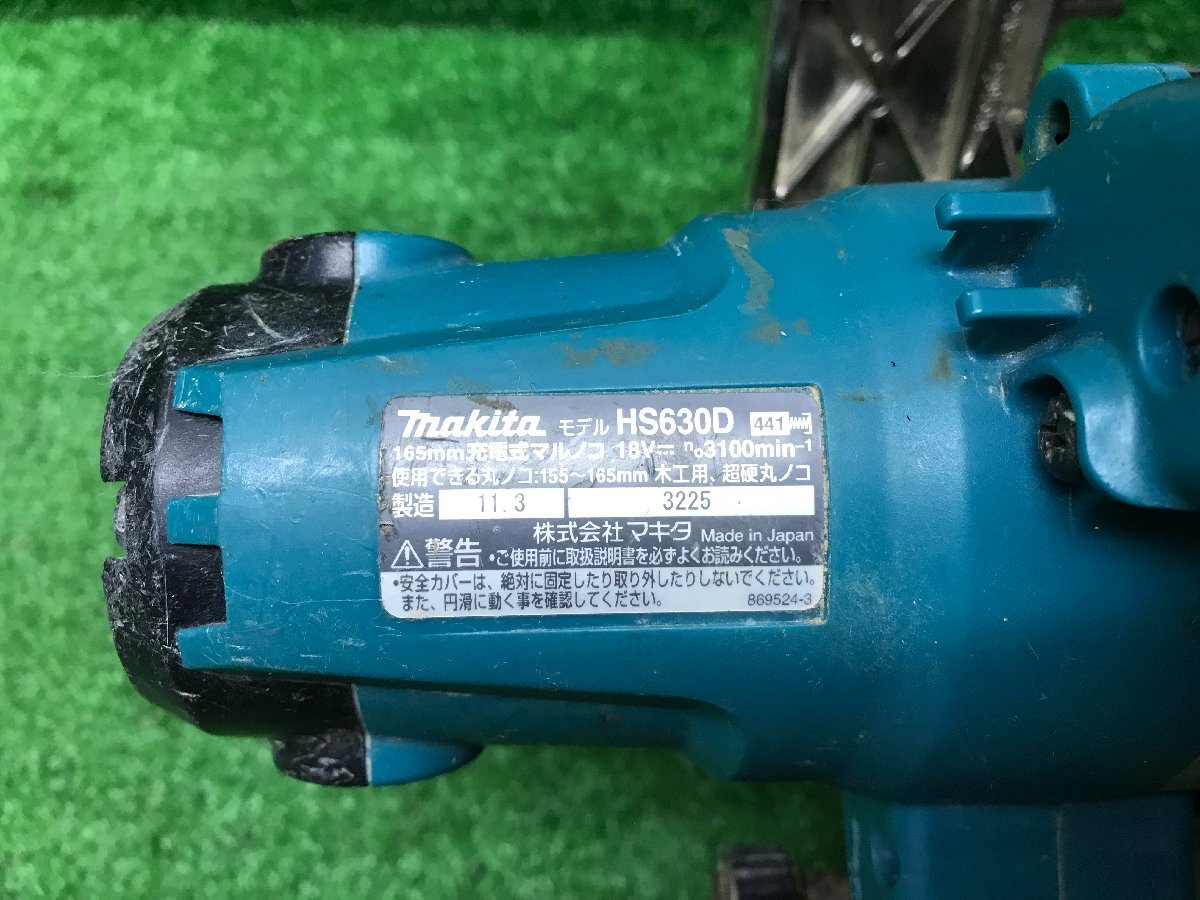 makita モデル HS630D 441
165mm充電式マルノコ 18V⎓ n₀3100min⁻¹
使用できる丸ノコ:155～165mm 木工用、超硬丸ノコ
製造 11.3 3225
株式会社マキタ Made in Japan
⚠警告 •ご使用前に取扱説明書を必ずよくお読みください。
•安全カバーは、絶対に固定したり取り外したりしないでください。
また、円滑に動く事を確認してください。 869524-3